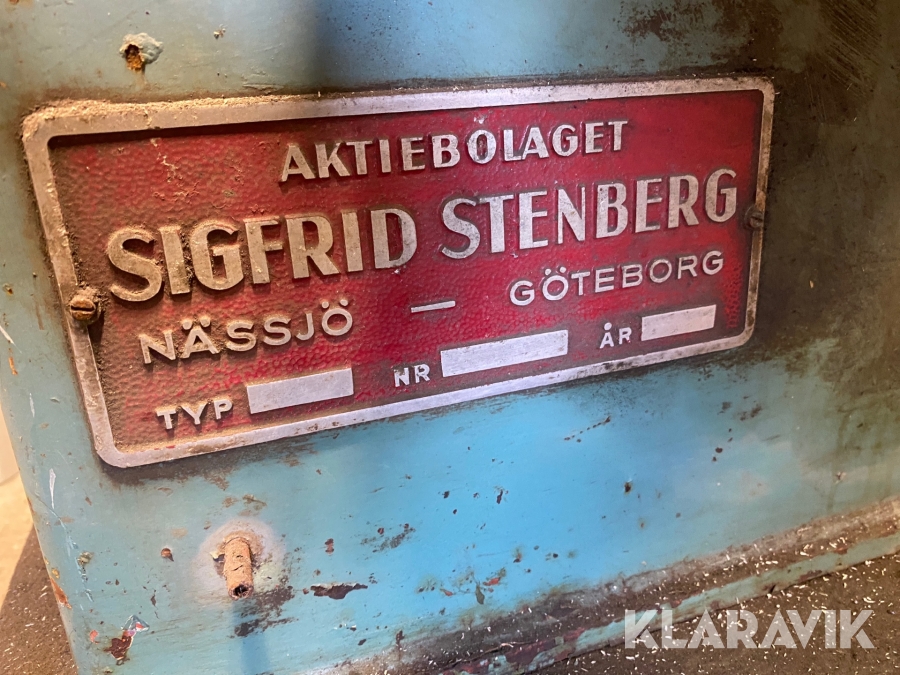 AKTIEBOLAGET
SIGFRID STENBERG
NÄSSJÖ — GÖTEBORG
TYP NR ÅR
KLARAVIK